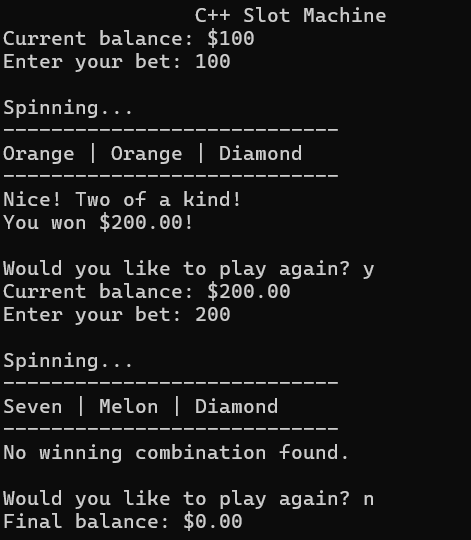 C++ Slot Machine
Current balance: $100
Enter your bet: 100
Spinning...
----------------------------
Orange | Orange | Diamond
----------------------------
Nice! Two of a kind!
You won $200.00!
Would you like to play again? y
Current balance: $200.00
Enter your bet: 200
Spinning...
----------------------------
Seven | Melon | Diamond
----------------------------
No winning combination found.
Would you like to play again? n
Final balance: $0.00